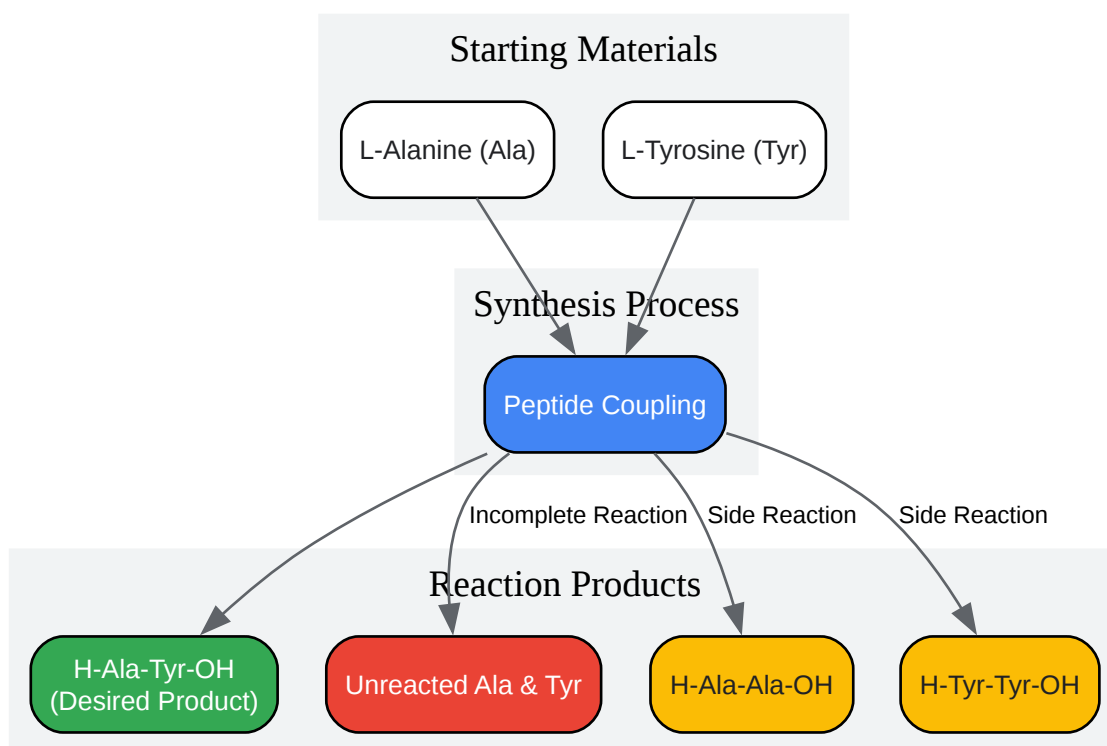 Starting Materials
L-Alanine (Ala)
L-Tyrosine (Tyr)
Synthesis Process
Peptide Coupling
Incomplete Reaction
Side Reaction
Side Reaction
Reaction Products
H-Ala-Tyr-OH
(Desired Product)
Unreacted Ala & Tyr
H-Ala-Ala-OH
H-Tyr-Tyr-OH